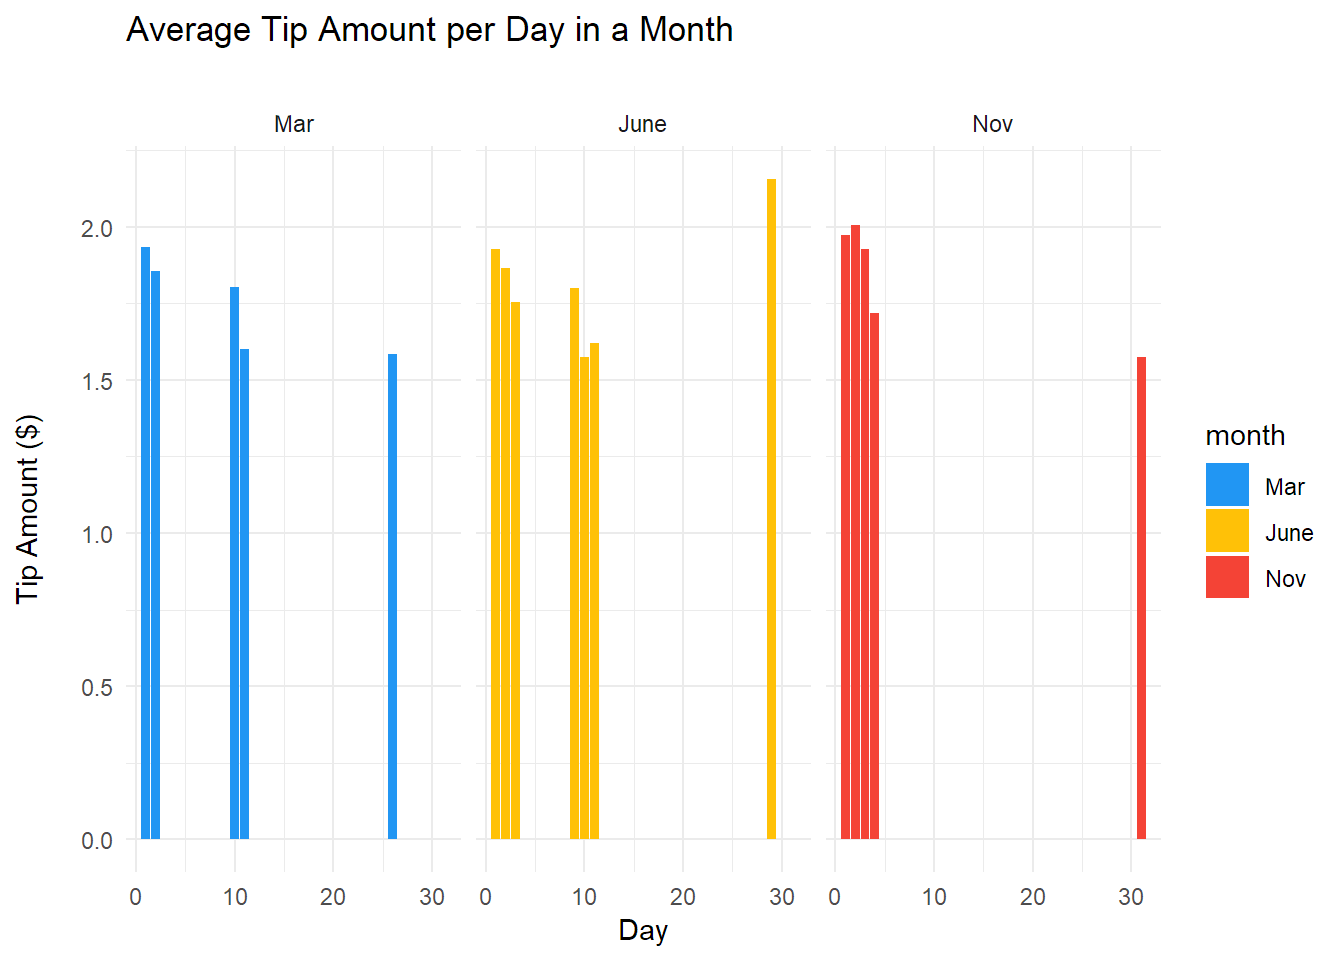 Average Tip Amount per Day in a Month
Mar June Nov
Tip Amount ($)
2.0
1.5
1.0
0.5
0.0
0 10 20 30 0 10 20 30 0 10 20 30
Day
month
Mar
June
Nov